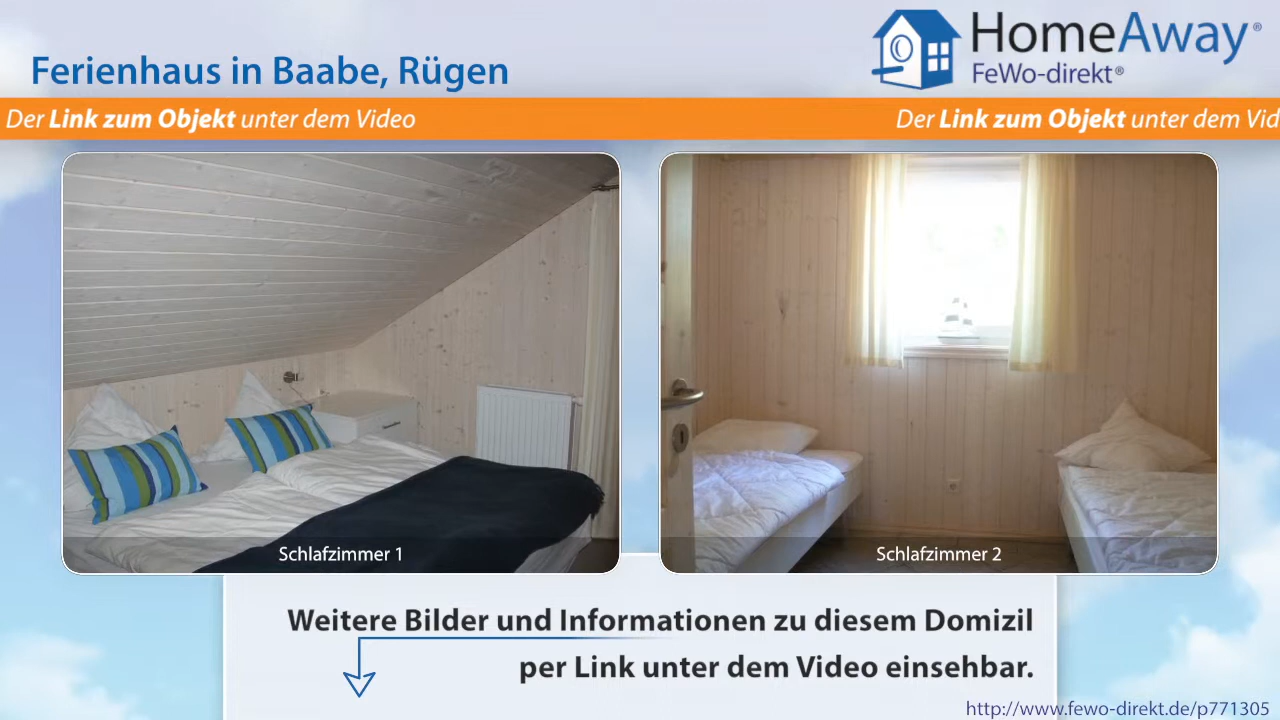 HomeAway®
FeWo-direkt®
Ferienhaus in Baabe, Rügen
Der Link zum Objekt unter dem Video
Der Link zum Objekt unter dem Vid
Schlafzimmer 1
Schlafzimmer 2
Weitere Bilder und Informationen zu diesem Domizil
per Link unter dem Video einsehbar.
http://www.fewo-direkt.de/p771305